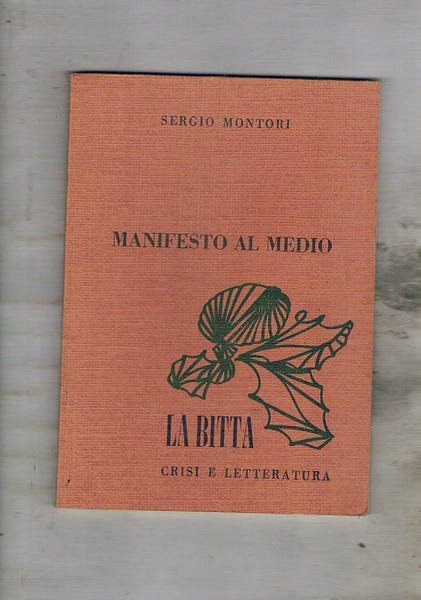 SERGIO MONTORI
MANIFESTO AL MEDIO
LA BITTA
CRISI E LETTERATURA